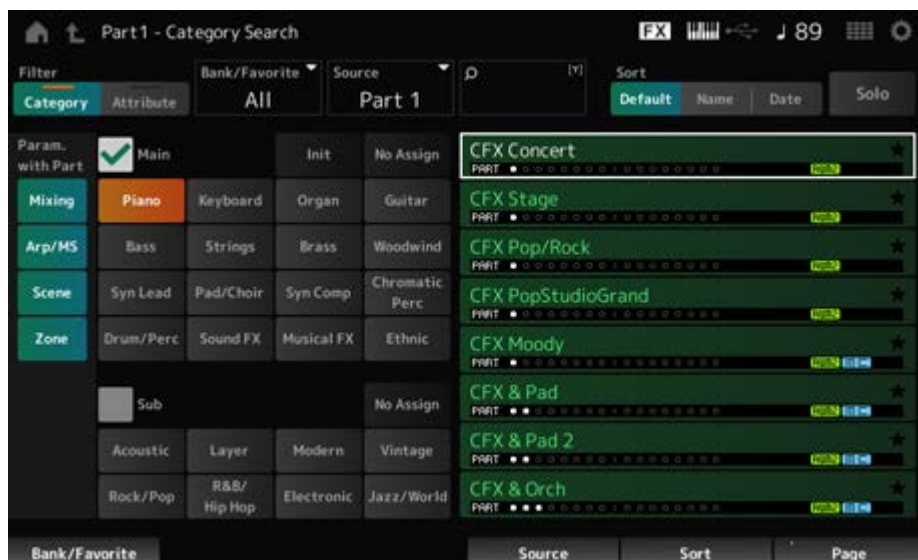 Part1 - Category Search
FX
♩ 89
Filter
Category
Attribute
Bank/Favorite
All
Source
Part 1
[Y]
Sort
Default
Name
Date
Solo
Param. with Part
Mixing
Arp/MS
Scene
Zone
Main
Init
No Assign
Piano
Keyboard
Organ
Guitar
Bass
Strings
Brass
Woodwind
Syn Lead
Pad/Choir
Syn Comp
Chromatic Perc
Drum/Perc
Sound FX
Musical FX
Ethnic
Sub
No Assign
Acoustic
Layer
Modern
Vintage
Rock/Pop
R&B/
Hip Hop
Electronic
Jazz/World
CFX Concert
PART
CFX Stage
PART
CFX Pop/Rock
PART
CFX PopStudioGrand
PART
CFX Moody
PART
CFX & Pad
PART
CFX & Pad 2
PART
CFX & Orch
PART
Bank/Favorite
Source
Sort
Page